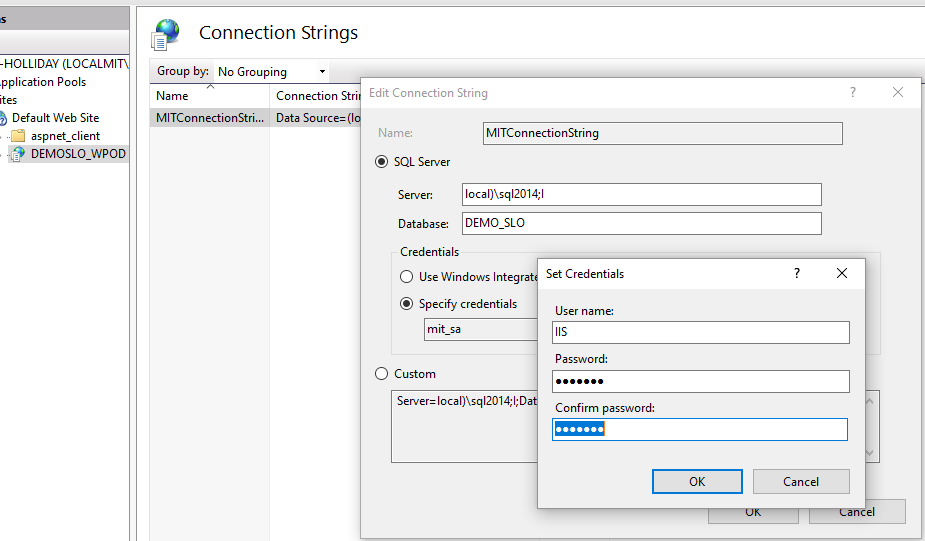 as
Connection Strings
-HOLLIDAY (LOCALMIT\
Group by: No Grouping
pplication Pools
Name
Connection Strin
ites
Default Web Site
MITConnectionStri...
Data Source=(lo
aspnet_client
DEMOSLO_WPOD
Edit Connection String
?
Name:
MITConnectionString
SQL Server
Server:
local)\sql2014;I
Database:
DEMO_SLO
Credentials
Use Windows Integrate
Specify credentials
mit_sa
Custom
Server=local)\sql2014;I;Dat
OK
Cancel
Set Credentials
?
User name:
IIS
Password:
●●●●●●●
Confirm password:
●●●●●●●
OK
Cancel